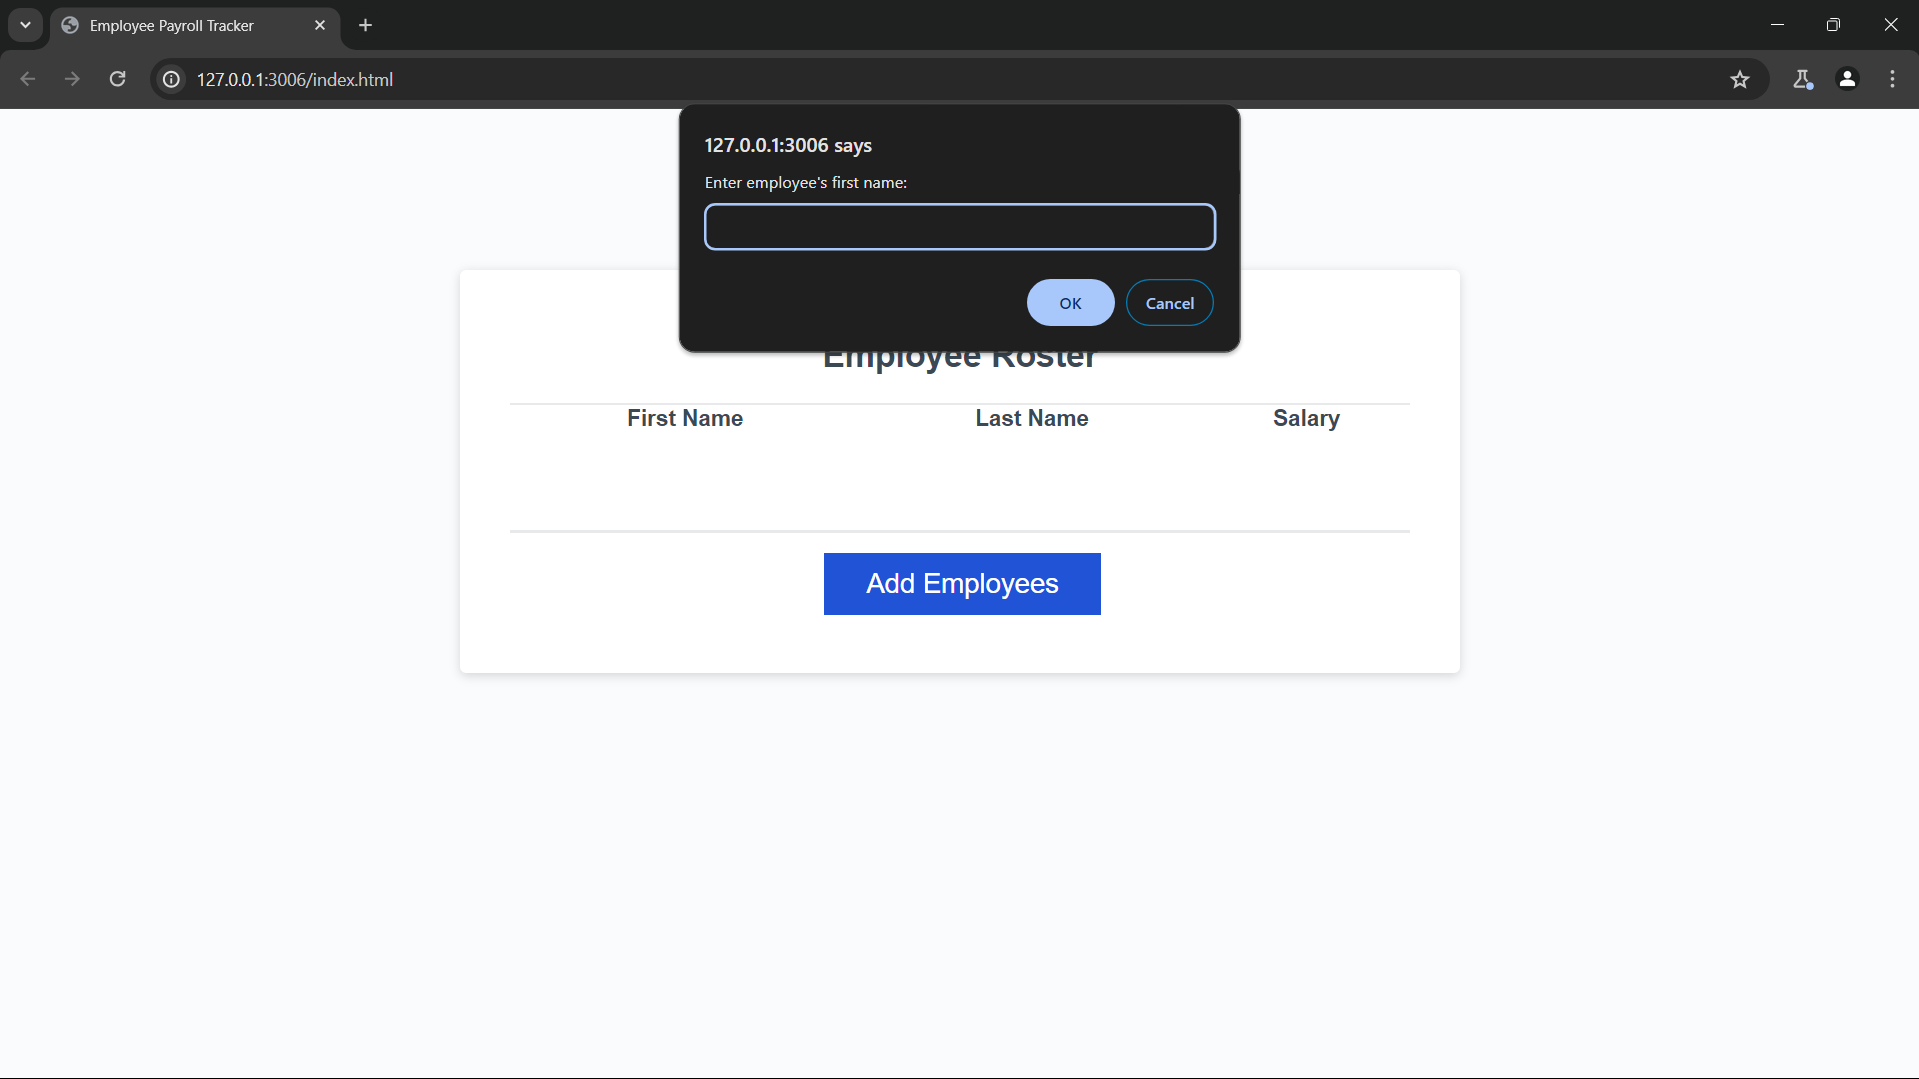 Employee Payroll Tracker
127.0.0.1:3006/index.html
127.0.0.1:3006 says
Enter employee's first name:
OK Cancel
Employee Roster
First Name Last Name Salary
Add Employees